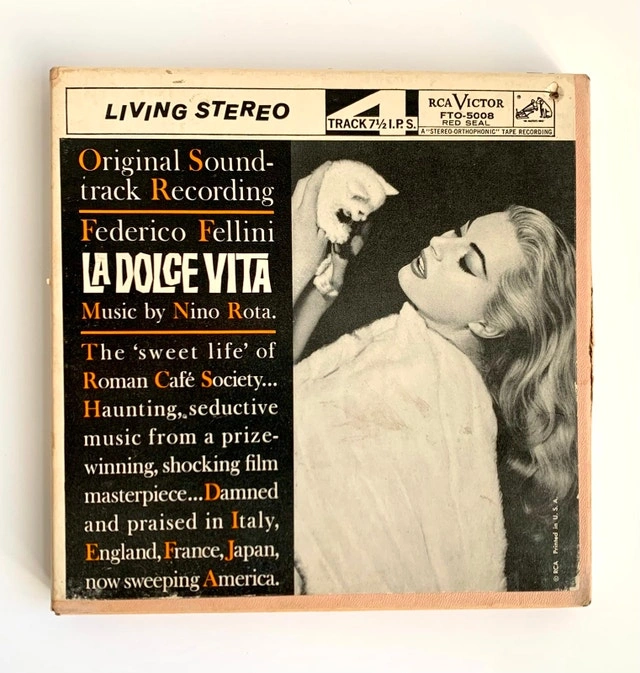 LIVING STEREO
4
TRACK 7½ I.P.S.
RCA VICTOR
FTO-5008
RED SEAL
A "STEREO-ORTHOPHONIC" TAPE RECORDING
Original Sound-
track Recording
Federico Fellini
LA DOLCE VITA
Music by Nino Rota.
The 'sweet life' of
Roman Café Society...
Haunting, seductive
music from a prize-
winning, shocking film
masterpiece...Damned
and praised in Italy,
England, France, Japan,
now sweeping America.
© RCA Printed in U.S.A.